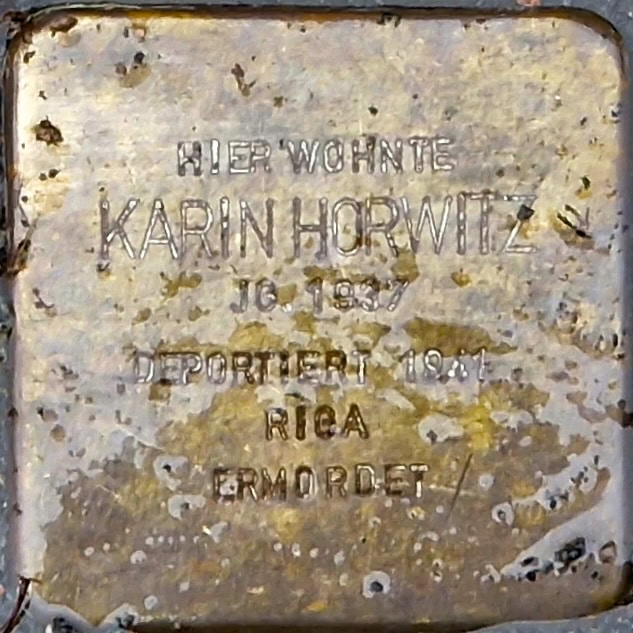 HIER WOHNTE
KARIN HORWITZ
JG. 1937
DEPORTIERT 1941
RIGA
ERMORDET